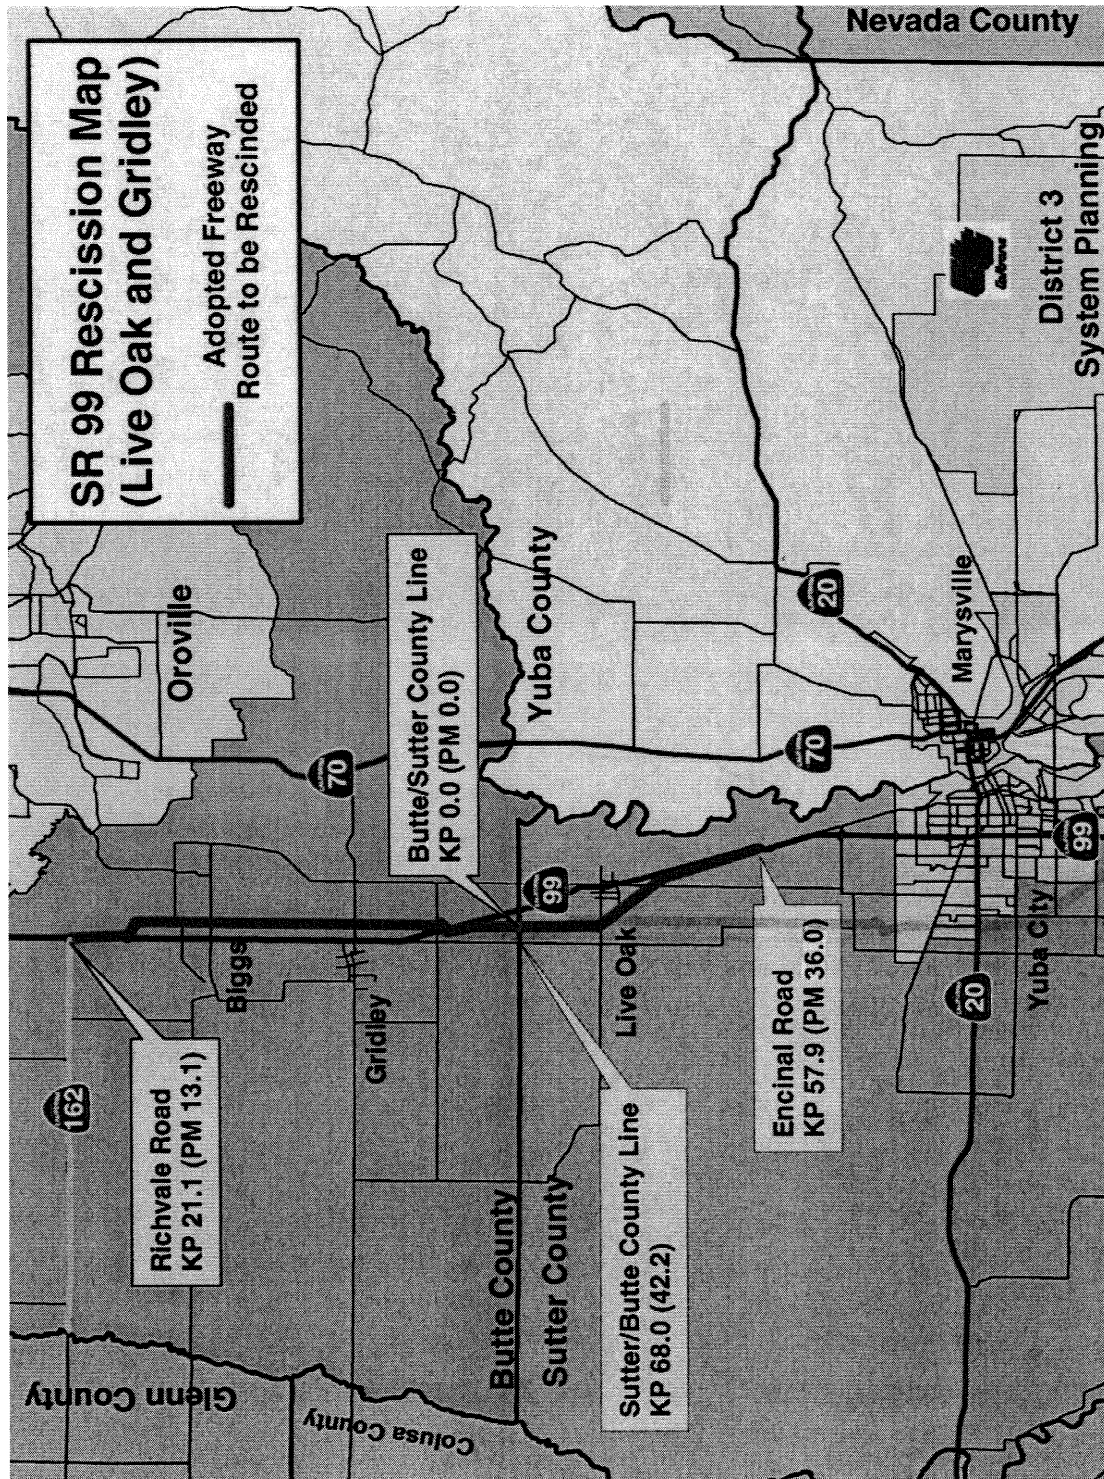 SR 99 Rescission Map
(Live Oak and Gridley)
Adopted Freeway
Route to be Rescinded
Nevada County
Oroville
162
Richvale Road
KP 21.1 (PM 13.1)
Biggs
70
Gridley
Butte/Sutter County Line
KP 0.0 (PM 0.0)
Glenn County
Colusa County
Butte County
Sutter County
Yuba County
99
Live Oak
Sutter/Butte County Line
KP 68.0 (42.2)
Encinal Road
KP 57.9 (PM 36.0)
70
20
Marysville
20
Yuba City
99
District 3
System Planning